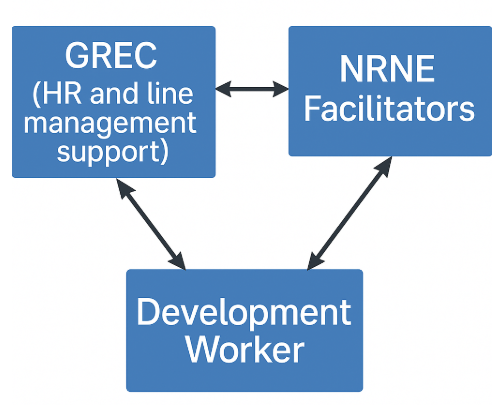 GREC
(HR and line
management
support)
NRNE
Facilitators
Development
Worker